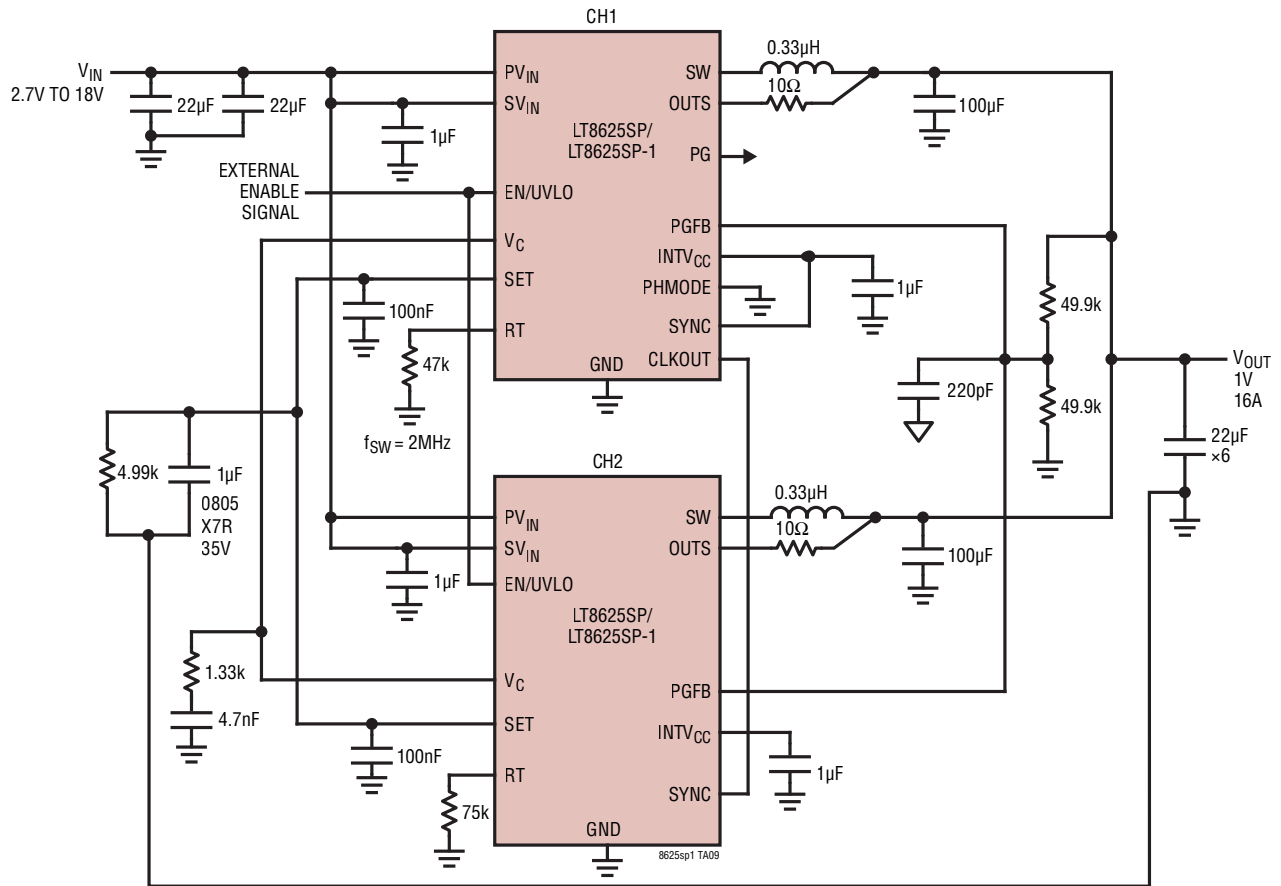 CH1
V_IN
2.7V TO 18V
22µF
22µF
1µF
EXTERNAL
ENABLE
SIGNAL
PV_IN
SV_IN
EN/UVLO
V_C
SET
RT
LT8625SP/
LT8625SP-1
GND
SW
OUTS
PG
PGFB
INTV_CC
PHMODE
SYNC
CLKOUT
0.33µH
10Ω
100µF
1µF
100nF
47k
f_SW = 2MHz
49.9k
49.9k
220pF
V_OUT
1V
16A
22µF
×6
4.99k
1µF
0805
X7R
35V
1.33k
4.7nF
CH2
1µF
PV_IN
SV_IN
EN/UVLO
V_C
SET
RT
LT8625SP/
LT8625SP-1
GND
SW
OUTS
PGFB
INTV_CC
SYNC
0.33µH
10Ω
100µF
1µF
100nF
75k
8625sp1 TA09